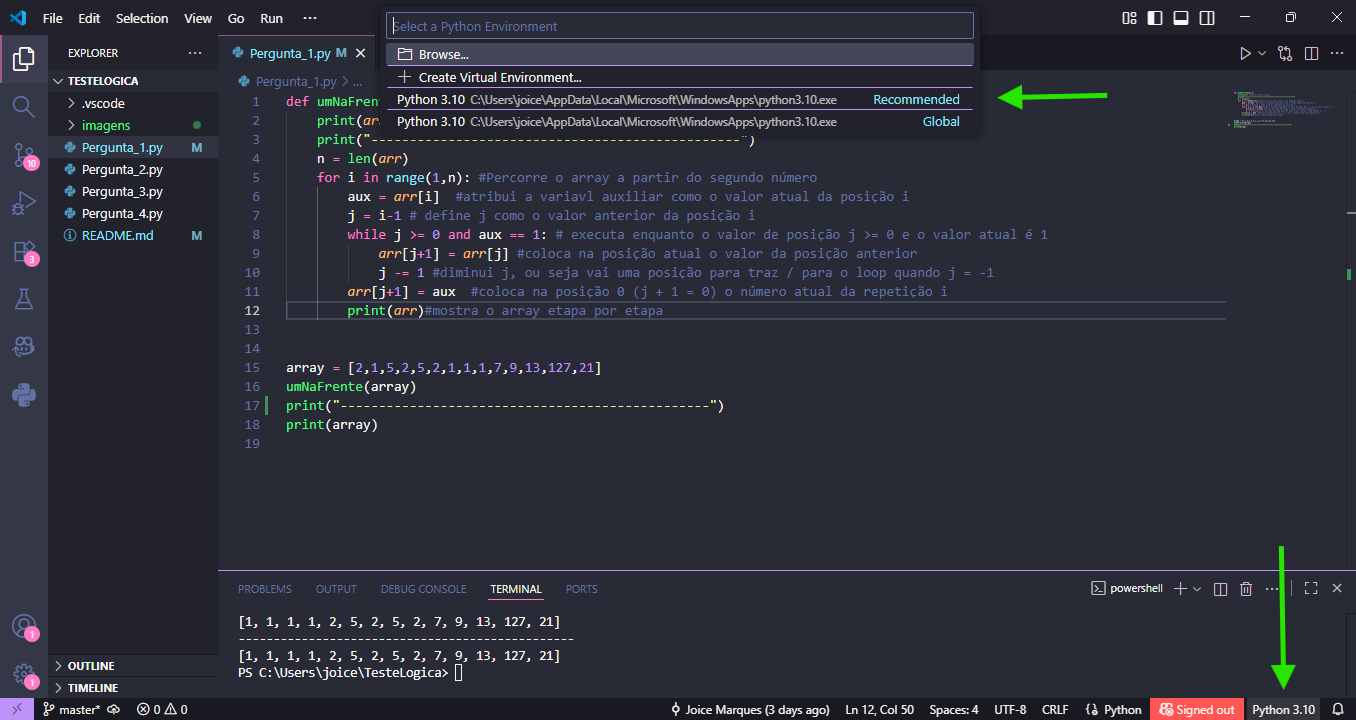 File Edit Selection View Go Run ···
Select a Python Environment
Browse...
Create Virtual Environment...
Python 3.10 C:\Users\joice\AppData\Local\Microsoft\WindowsApps\python3.10.exe Recommended
Python 3.10 C:\Users\joice\AppData\Local\Microsoft\WindowsApps\python3.10.exe Global
EXPLORER ···
TESTELOGICA
.vscode
imagens
Pergunta_1.py M
Pergunta_2.py
Pergunta_3.py
Pergunta_4.py
README.md M
OUTLINE
TIMELINE
10
3
1
1
Pergunta_1.py M
Pergunta_1.py > ...
1 def umNaFren
2 print(ar
3 print("------------------------------------------------")
4 n = len(arr)
5 for i in range(1,n): #Percorre o array a partir do segundo número
6 aux = arr[i]  #atribui a variavl auxiliar como o valor atual da posição i
7 j = i-1 # define j como o valor anterior da posição i
8 while j >= 0 and aux == 1: # executa enquanto o valor de posição j >= 0 e o valor atual é 1
9 arr[j+1] = arr[j] #coloca na posição atual o valor da posição anterior
10 j -= 1 #diminui j, ou seja vai uma posição para traz / para o loop quando j = -1
11 arr[j+1] = aux  #coloca na posição 0 (j + 1 = 0) o número atual da repetição i
12 print(arr)#mostra o array etapa por etapa
13
14
15 array = [2,1,5,2,5,2,1,1,1,7,9,13,127,21]
16 umNaFrente(array)
17 print("------------------------------------------------")
18 print(array)
19
PROBLEMS OUTPUT DEBUG CONSOLE TERMINAL PORTS
powershell
[1, 1, 1, 1, 2, 5, 2, 5, 2, 7, 9, 13, 127, 21]
------------------------------------------------
[1, 1, 1, 1, 2, 5, 2, 5, 2, 7, 9, 13, 127, 21]
PS C:\Users\joice\TesteLogica>
master* 0 0 Joice Marques (3 days ago) Ln 12, Col 50 Spaces: 4 UTF-8 CRLF Python Signed out Python 3.10